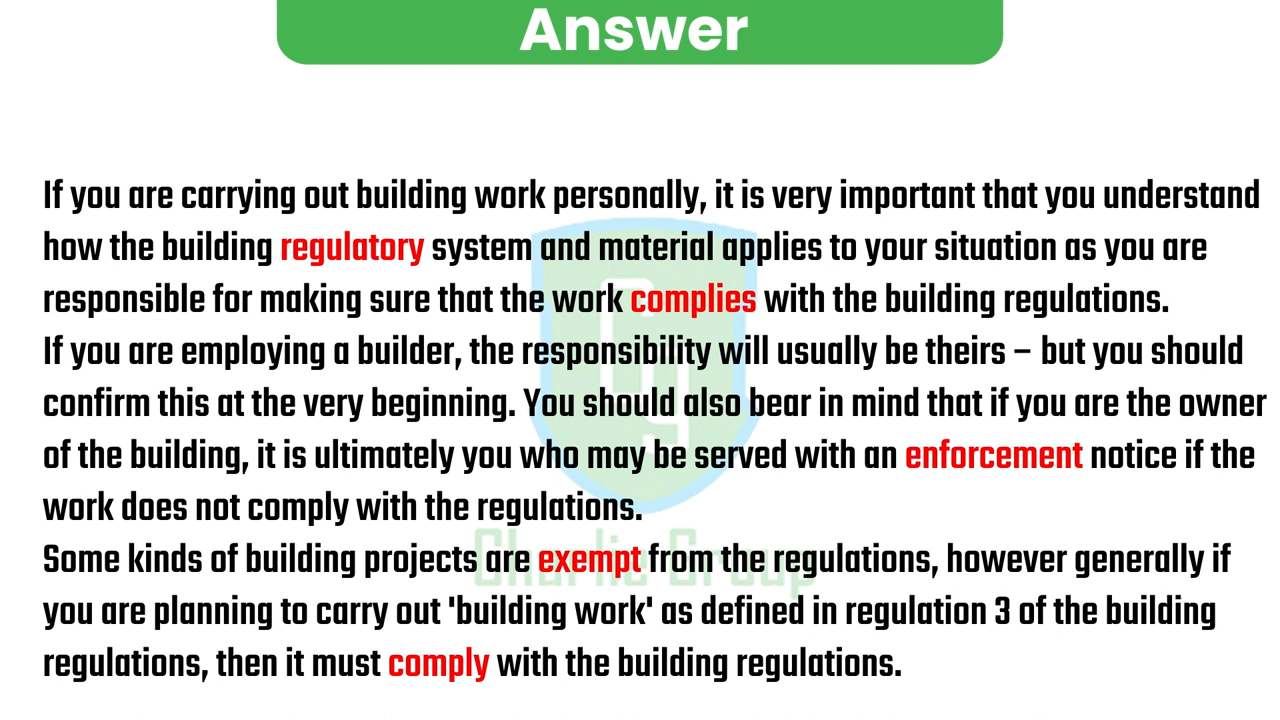 Answer
If you are carrying out building work personally, it is very important that you understand
how the building regulatory system and material applies to your situation as you are
responsible for making sure that the work complies with the building regulations.
If you are employing a builder, the responsibility will usually be theirs – but you should
confirm this at the very beginning. You should also bear in mind that if you are the owner
of the building, it is ultimately you who may be served with an enforcement notice if the
work does not comply with the regulations.
Some kinds of building projects are exempt from the regulations, however generally if
you are planning to carry out 'building work' as defined in regulation 3 of the building
regulations, then it must comply with the building regulations.
Charlie Group